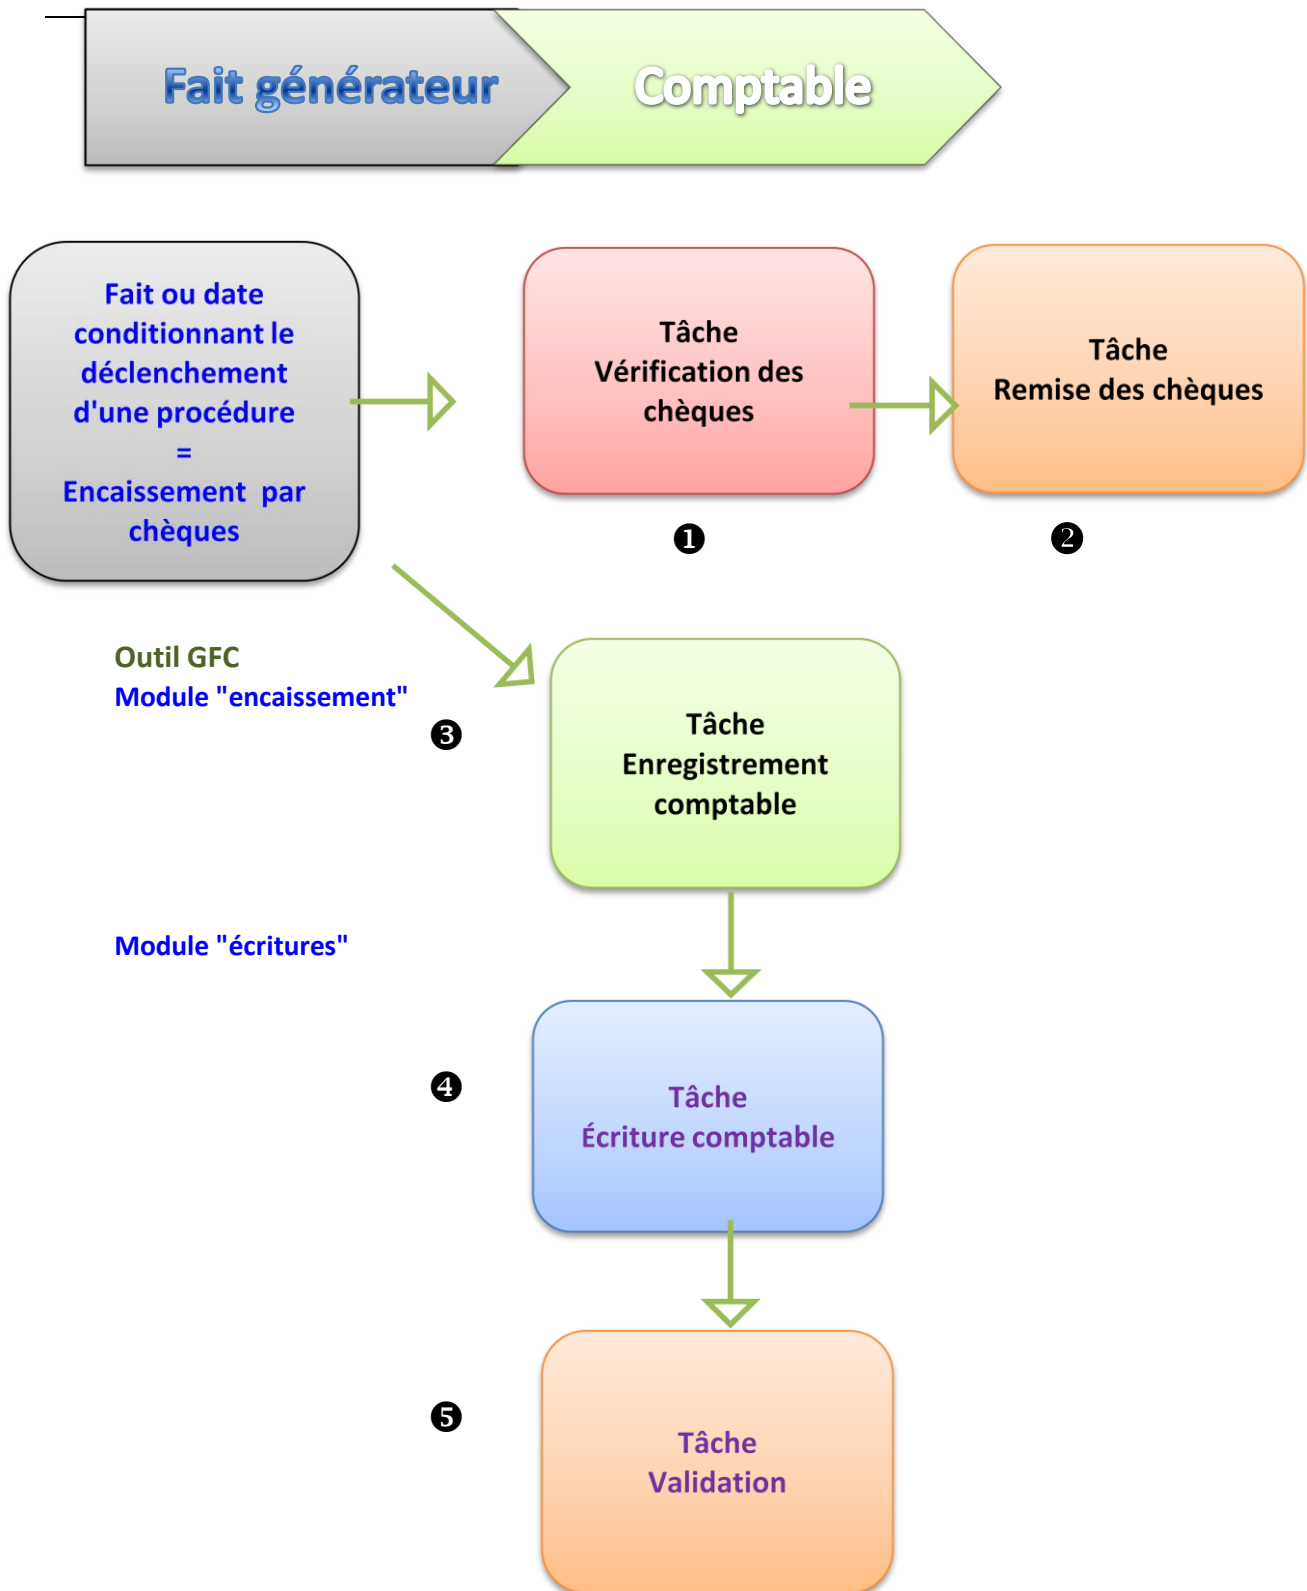 Fait générateur
Comptable
Fait ou date
conditionnant le
déclenchement
d'une procédure
=
Encaissement par
chèques
Tâche
Vérification des
chèques
Tâche
Remise des chèques
❶
❷
Outil GFC
Module "encaissement"
❸
Tâche
Enregistrement
comptable
Module "écritures"
❹
Tâche
Écriture comptable
❺
Tâche
Validation